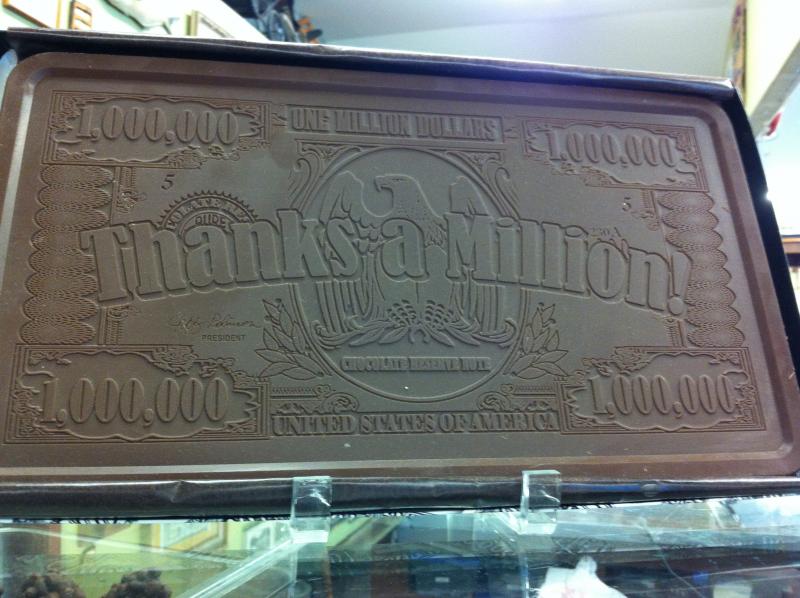 1,000,000
ONE MILLION DOLLARS
1,000,000
5
5
230 A
Thanks a Million!
PRESIDENT
CHOCOLATE RESERVE NOTE
1,000,000
1,000,000
UNITED STATES OF AMERICA